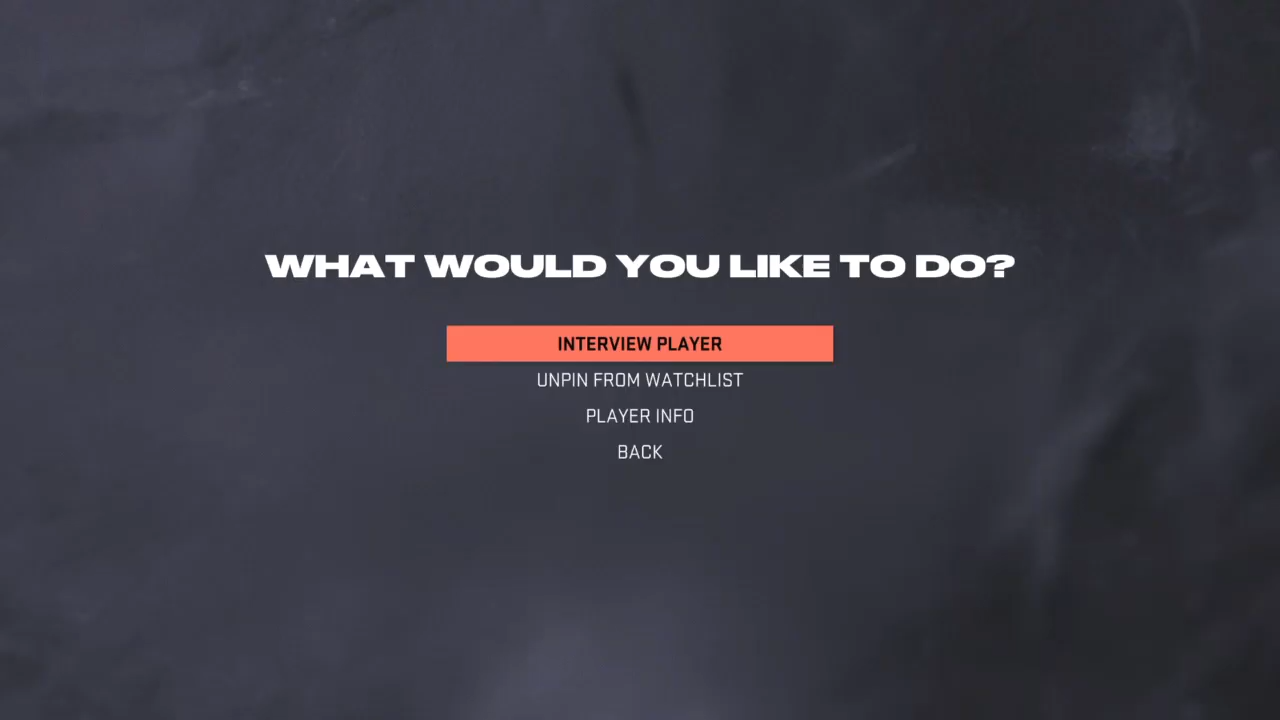 WHAT WOULD YOU LIKE TO DO?
INTERVIEW PLAYER
UNPIN FROM WATCHLIST
PLAYER INFO
BACK